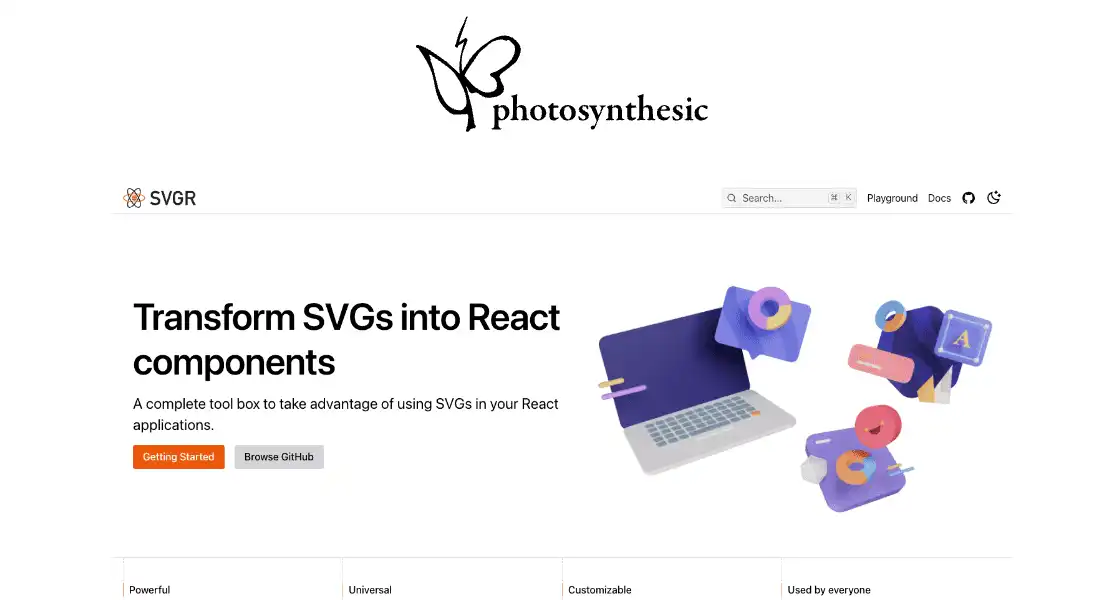 photosynthesic
SVGR
Search... ⌘ K Playground Docs
Transform SVGs into React
components
A complete tool box to take advantage of using SVGs in your React
applications.
Getting Started Browse GitHub
A
Powerful Universal Customizable Used by everyone